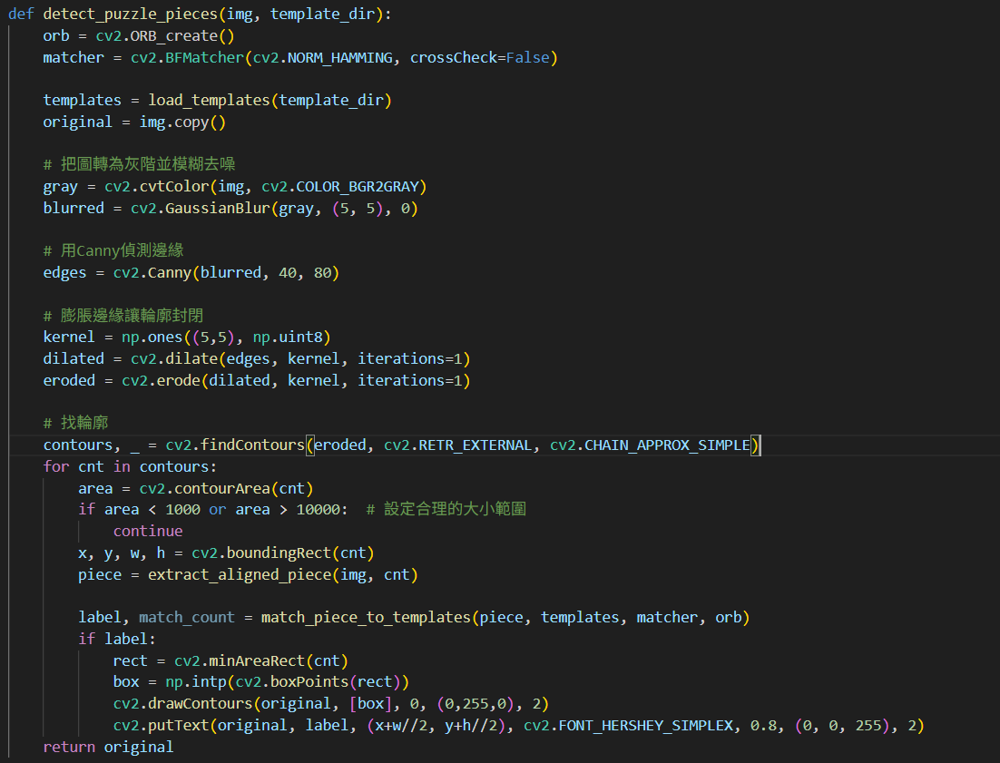 def detect_puzzle_pieces(img, template_dir):
    orb = cv2.ORB_create()
    matcher = cv2.BFMatcher(cv2.NORM_HAMMING, crossCheck=False)

    templates = load_templates(template_dir)
    original = img.copy()

    # 把圖轉為灰階並模糊去噪
    gray = cv2.cvtColor(img, cv2.COLOR_BGR2GRAY)
    blurred = cv2.GaussianBlur(gray, (5, 5), 0)

    # 用Canny偵測邊緣
    edges = cv2.Canny(blurred, 40, 80)

    # 膨脹邊緣讓輪廓封閉
    kernel = np.ones((5,5), np.uint8)
    dilated = cv2.dilate(edges, kernel, iterations=1)
    eroded = cv2.erode(dilated, kernel, iterations=1)

    # 找輪廓
    contours, _ = cv2.findContours(eroded, cv2.RETR_EXTERNAL, cv2.CHAIN_APPROX_SIMPLE)
    for cnt in contours:
        area = cv2.contourArea(cnt)
        if area < 1000 or area > 10000:  # 設定合理的大小範圍
            continue
        x, y, w, h = cv2.boundingRect(cnt)
        piece = extract_aligned_piece(img, cnt)

        label, match_count = match_piece_to_templates(piece, templates, matcher, orb)
        if label:
            rect = cv2.minAreaRect(cnt)
            box = np.intp(cv2.boxPoints(rect))
            cv2.drawContours(original, [box], 0, (0,255,0), 2)
            cv2.putText(original, label, (x+w//2, y+h//2), cv2.FONT_HERSHEY_SIMPLEX, 0.8, (0, 0, 255), 2)
    return original